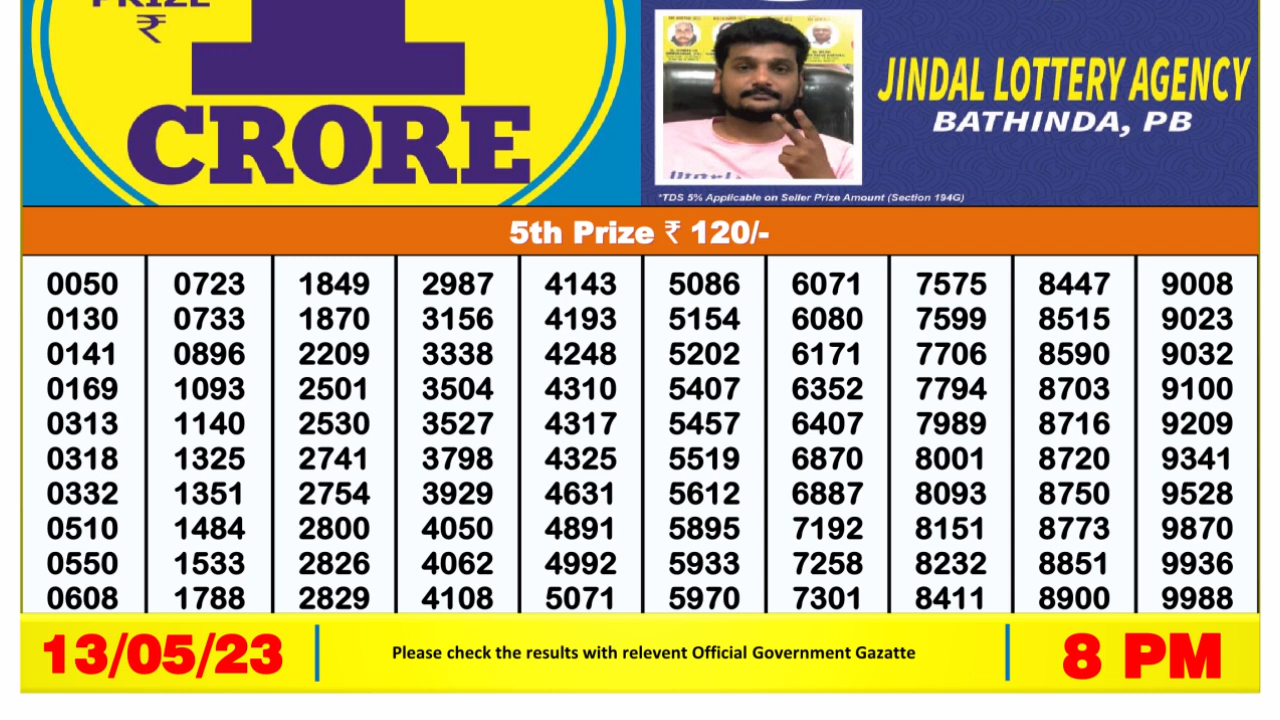 PRIZE
₹
1
CRORE
JINDAL LOTTERY AGENCY
BATHINDA, PB
*TDS 5% Applicable on Seller Prize Amount (Section 194G)
5th Prize ₹ 120/-
0050 0723 1849 2987 4143 5086 6071 7575 8447 9008
0130 0733 1870 3156 4193 5154 6080 7599 8515 9023
0141 0896 2209 3338 4248 5202 6171 7706 8590 9032
0169 1093 2501 3504 4310 5407 6352 7794 8703 9100
0313 1140 2530 3527 4317 5457 6407 7989 8716 9209
0318 1325 2741 3798 4325 5519 6870 8001 8720 9341
0332 1351 2754 3929 4631 5612 6887 8093 8750 9528
0510 1484 2800 4050 4891 5895 7192 8151 8773 9870
0550 1533 2826 4062 4992 5933 7258 8232 8851 9936
0608 1788 2829 4108 5071 5970 7301 8411 8900 9988
13/05/23
Please check the results with relevent Official Government Gazatte
8 PM